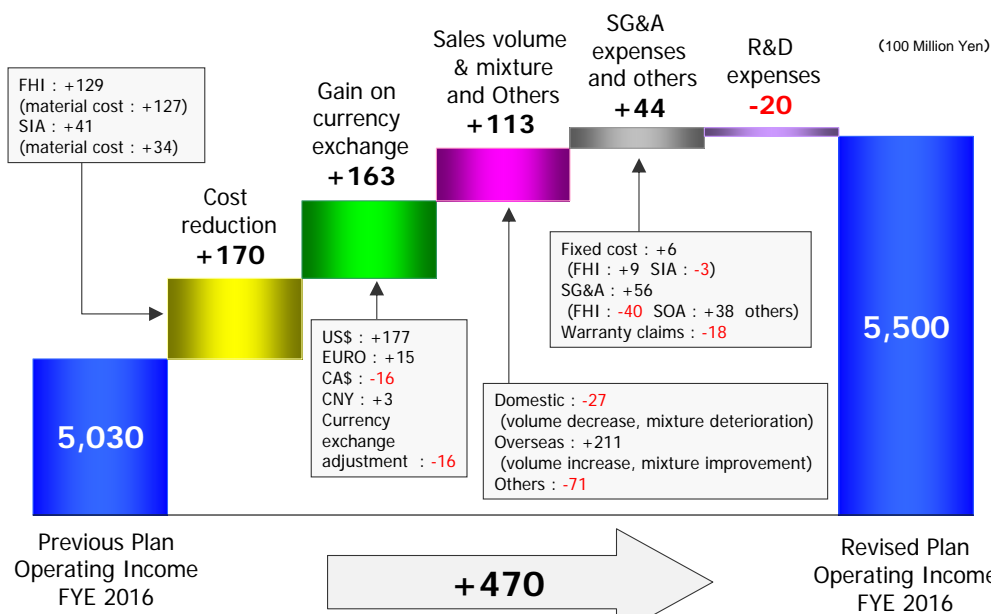 (100 Million Yen)
FHI : +129
(material cost : +127)
SIA : +41
(material cost : +34)
Cost
reduction
+170
Gain on
currency
exchange
+163
Sales volume
& mixture
and Others
+113
SG&A
expenses
and others
+44
R&D
expenses
-20
US$ : +177
EURO : +15
CA$ : -16
CNY : +3
Currency
exchange
adjustment : -16
Domestic : -27
(volume decrease, mixture deterioration)
Overseas : +211
(volume increase, mixture improvement)
Others : -71
Fixed cost : +6
(FHI : +9 SIA : -3)
SG&A : +56
(FHI : -40 SOA : +38 others)
Warranty claims : -18
5,030
5,500
Previous Plan
Operating Income
FYE 2016
+470
Revised Plan
Operating Income
FYE 2016